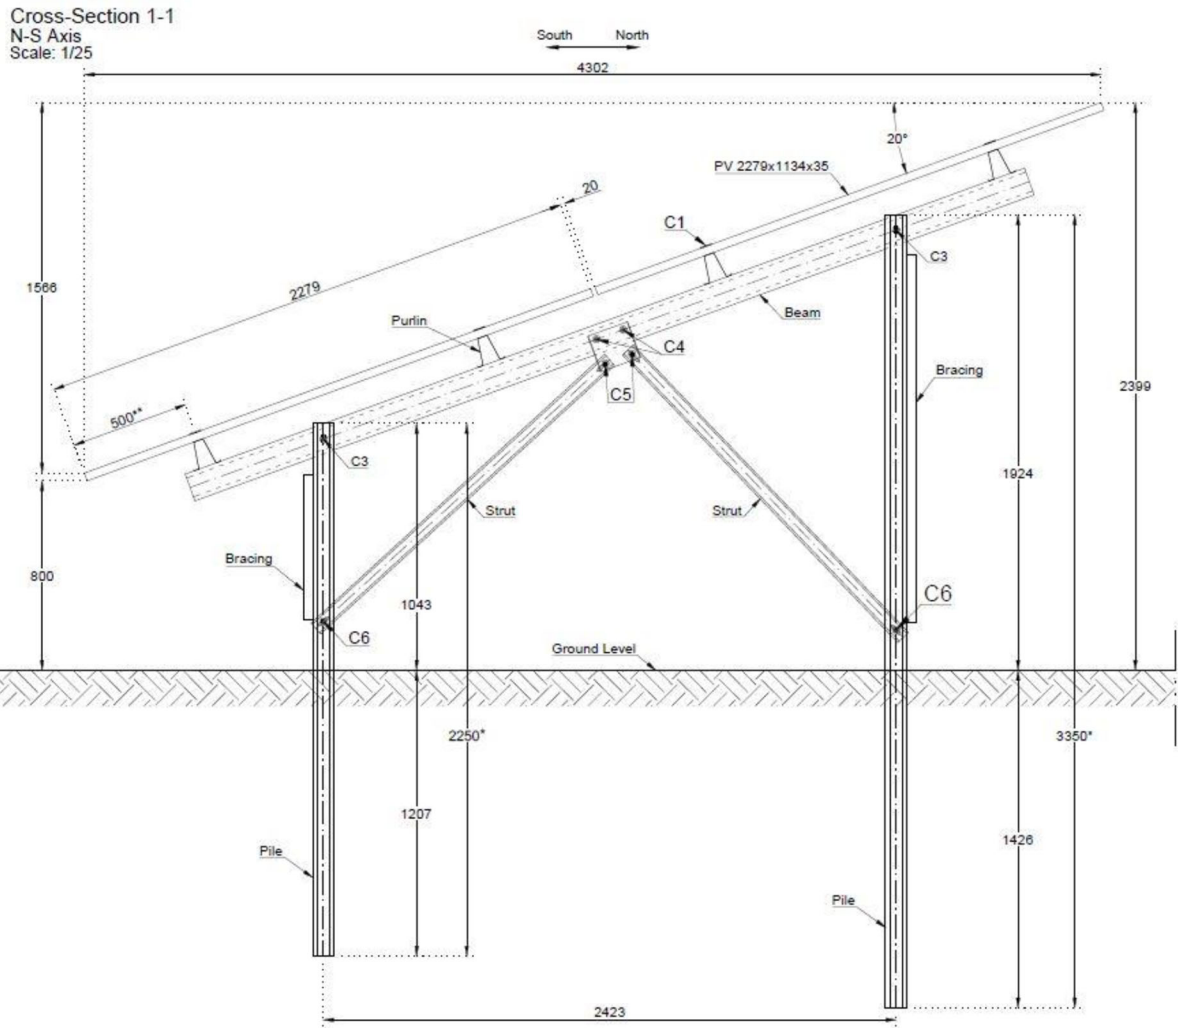 Cross-Section 1-1
N-S Axis
Scale: 1/25
South North
4302
20°
PV 2279x1134x35
20
C1
C3
2279
1566
Purlin
Beam
C4
Bracing
2399
C5
500**
C3
1924
Strut
Strut
Bracing
800
1043
C6
C6
Ground Level
2250*
3350*
1207
1426
Pile
Pile
2423